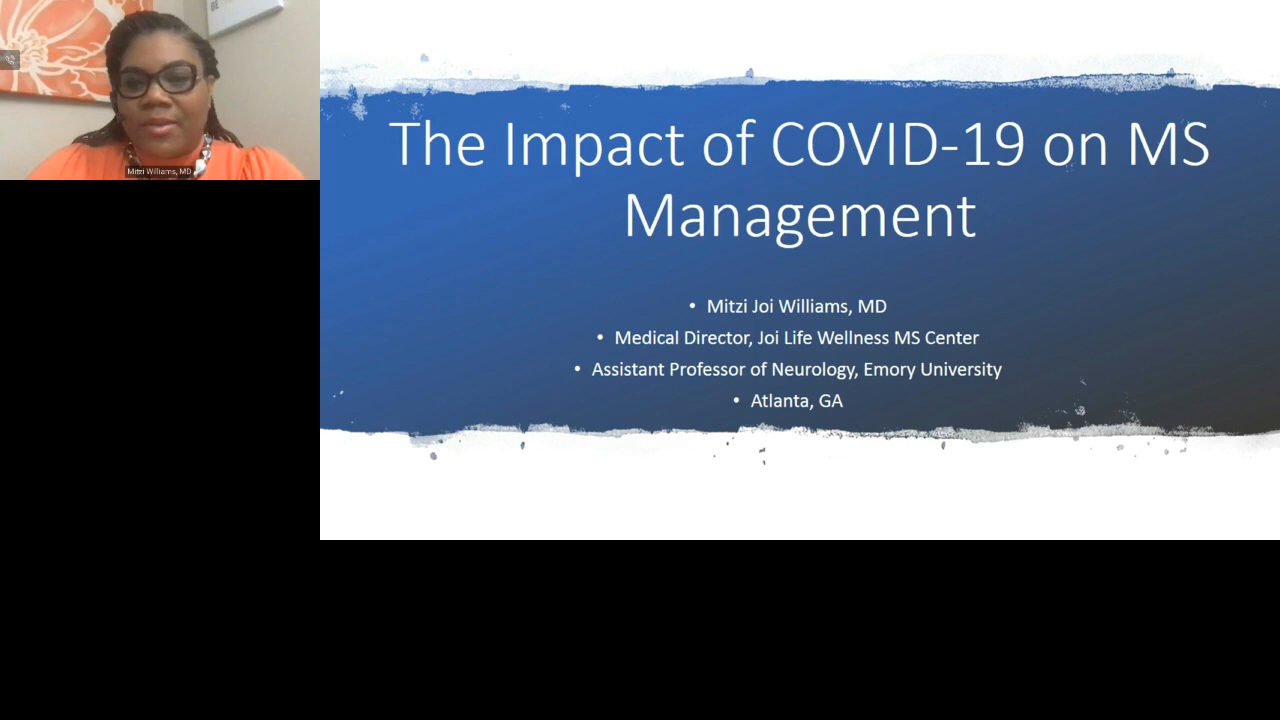 Mitzi Williams, MD
The Impact of COVID-19 on MS
Management
• Mitzi Joi Williams, MD
• Medical Director, Joi Life Wellness MS Center
• Assistant Professor of Neurology, Emory University
• Atlanta, GA